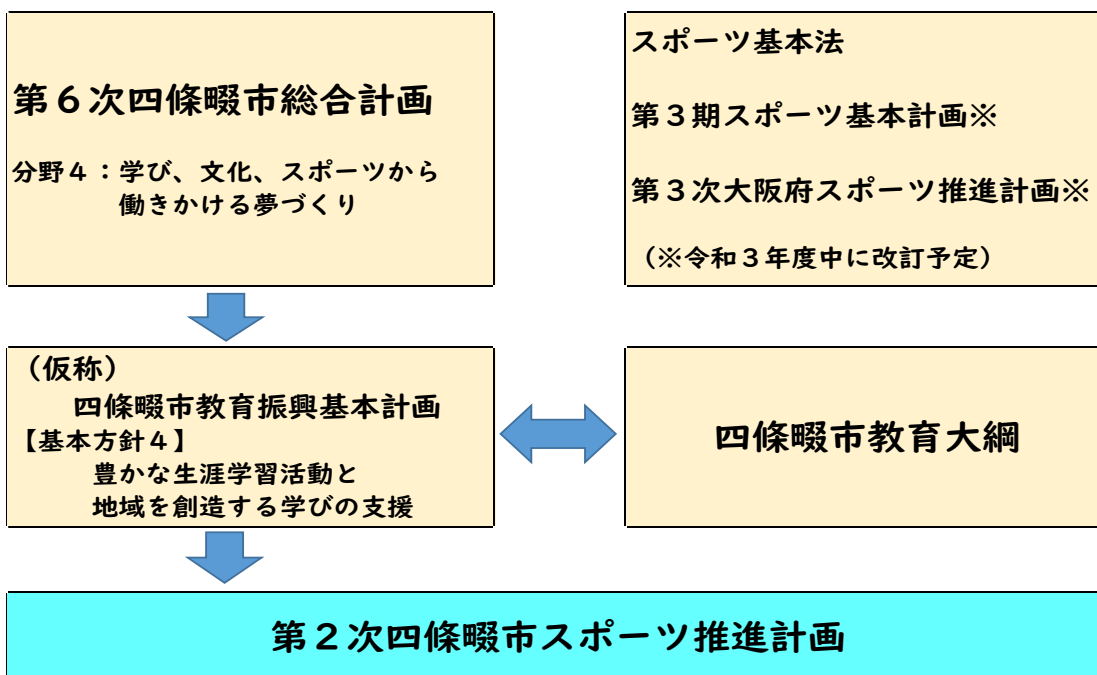 第６次四條畷市総合計画
分野４：学び、文化、スポーツから
働きかける夢づくり
スポーツ基本法
第３期スポーツ基本計画※
第３次大阪府スポーツ推進計画※
（※令和３年度中に改訂予定）
（仮称）
四條畷市教育振興基本計画
【基本方針４】
豊かな生涯学習活動と
地域を創造する学びの支援
四條畷市教育大綱
第２次四條畷市スポーツ推進計画